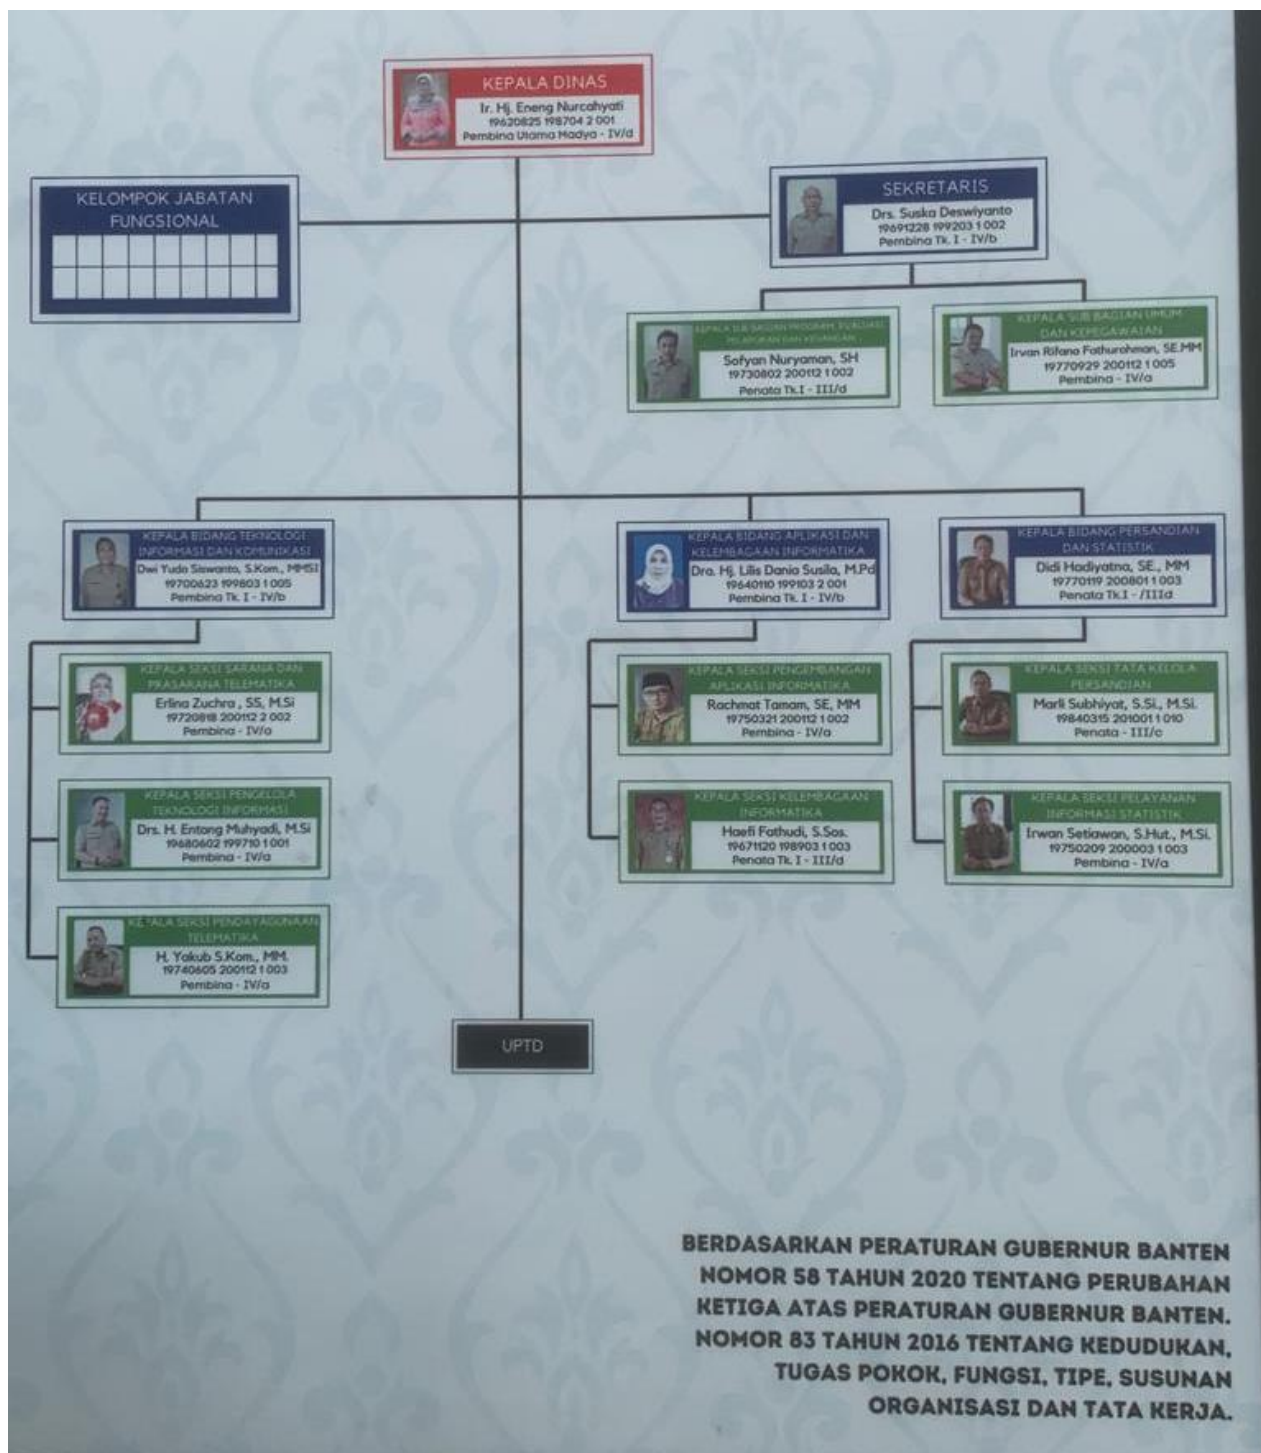 KEPALA DINAS
Ir. Hj. Eneng Nurcahyati
19620825 198704 2 001
Pembina Utama Madya - IV/d
KELOMPOK JABATAN
FUNGSIONAL
SEKRETARIS
Drs. Suska Deswiyanto
19691228 199203 1 002
Pembina Tk. I - IV/b
KEPALA SUB BAGIAN PROGRAM, EVALUASI
PELAPORAN DAN KEUANGAN
Sofyan Nuryaman, SH
19730802 200112 1 002
Penata Tk.I - III/d
KEPALA SUB BAGIAN UMUM
DAN KEPEGAWAIAN
Irvan Rifana Fathurohman, SE.MM
19770929 200112 1 005
Pembina - IV/a
KEPALA BIDANG TEKNOLOGI
INFORMASI DAN KOMUNIKASI
Dwi Yudo Siswanto, S.Kom., MMSI
19700623 199803 1 005
Pembina Tk. I - IV/b
KEPALA SEKSI SARANA DAN
PRASARANA TELEMATIKA
Erlina Zuchra , SS, M.Si
19720818 200112 2 002
Pembina - IV/a
KEPALA SEKSI PENGELOLA
TEKNOLOGI INFORMASI
Drs. H. Entong Muhyadi, M.Si
19680602 199710 1 001
Pembina - IV/a
KEPALA SEKSI PENDAYAGUNAAN
TELEMATIKA
H. Yakub S.Kom., MM.
19740605 200112 1 003
Pembina - IV/a
KEPALA BIDANG APLIKASI DAN
KELEMBAGAAN INFORMATIKA
Dra. Hj. Lilis Dania Susila, M.Pd
19640110 199103 2 001
Pembina Tk. I - IV/b
KEPALA SEKSI PENGEMBANGAN
APLIKASI INFORMATIKA
Rachmat Tamam, SE, MM
19750321 200112 1 002
Pembina - IV/a
KEPALA SEKSI KELEMBAGAAN
INFORMATIKA
Haefi Fathudi, S.Sos.
19671120 198903 1 003
Penata Tk. I - III/d
KEPALA BIDANG PERSANDIAN
DAN STATISTIK
Didi Hadiyatna, SE., MM
19770119 200801 1 003
Penata Tk.I - /IIId
KEPALA SEKSI TATA KELOLA
PERSANDIAN
Marli Subhiyat, S.Si., M.Si.
19840315 201001 1 010
Penata - III/c
KEPALA SEKSI PELAYANAN
INFORMASI STATISTIK
Irwan Setiawan, S.Hut., M.Si.
19750209 200003 1 003
Pembina - IV/a
UPTD
BERDASARKAN PERATURAN GUBERNUR BANTEN
NOMOR 58 TAHUN 2020 TENTANG PERUBAHAN
KETIGA ATAS PERATURAN GUBERNUR BANTEN.
NOMOR 83 TAHUN 2016 TENTANG KEDUDUKAN,
TUGAS POKOK, FUNGSI, TIPE, SUSUNAN
ORGANISASI DAN TATA KERJA.